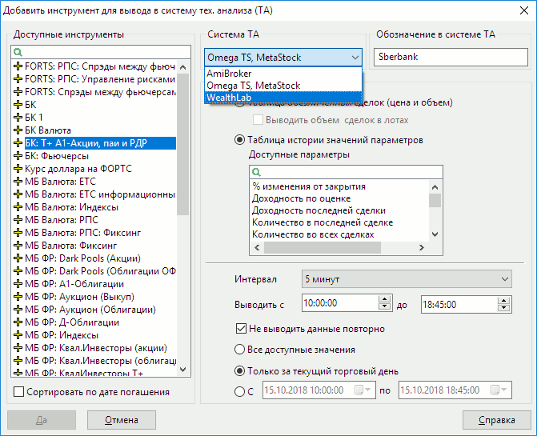 Добавить инструмент для вывода в систему тех. анализа (ТА)
Доступные инструменты
FORTS: РПС: Спрэды между фьючє
FORTS: РПС: Управление рисками
FORTS: Спрэды между фьючерсам
БК
БК 1
БК Валюта
БК: Т+ А1-Акции, паи и РДР
БК: Фьючерсы
Курс доллара на ФОРТС
МБ Валюта: ETC
МБ Валюта: ETC информационны
МБ Валюта: Индексы
МБ Валюта: РПС
МБ Валюта: РПС: Фиксинг
МБ Валюта: Фиксинг
МБ ФР: Dark Pools (Акции)
МБ ФР: Dark Pools (Облигации ОФ
МБ ФР: А1-Облигации
МБ ФР: Аукцион (Выкуп)
МБ ФР: Аукцион (Облигации)
МБ ФР: Д-Облигации
МБ ФР: Индексы
МБ ФР: Квал.Инвесторы (акции)
МБ ФР: Квал.Инвесторы (облигац
МБ ФР: КвалИнвесторы Т+
Сортировать по дате погашения
Система ТА
Omega TS, MetaStock
AmiBroker
Omega TS, MetaStock
WealthLab
Обозначение в системе ТА
Sberbank
сделок (цена и объем)
Выводить объем сделок в лотах
Таблица истории значений параметров
Доступные параметры
% изменения от закрытия
Доходность по оценке
Доходность последней сделки
Количество в последней сделке
Количество во всех сделках
Интервал
5 минут
Выводить с
10:00:00
до
18:45:00
Не выводить данные повторно
Все доступные значения
Только за текущий торговый день
С
15.10.2018 10:00:00
по
15.10.2018 18:45:00
Да
Отмена
Справка